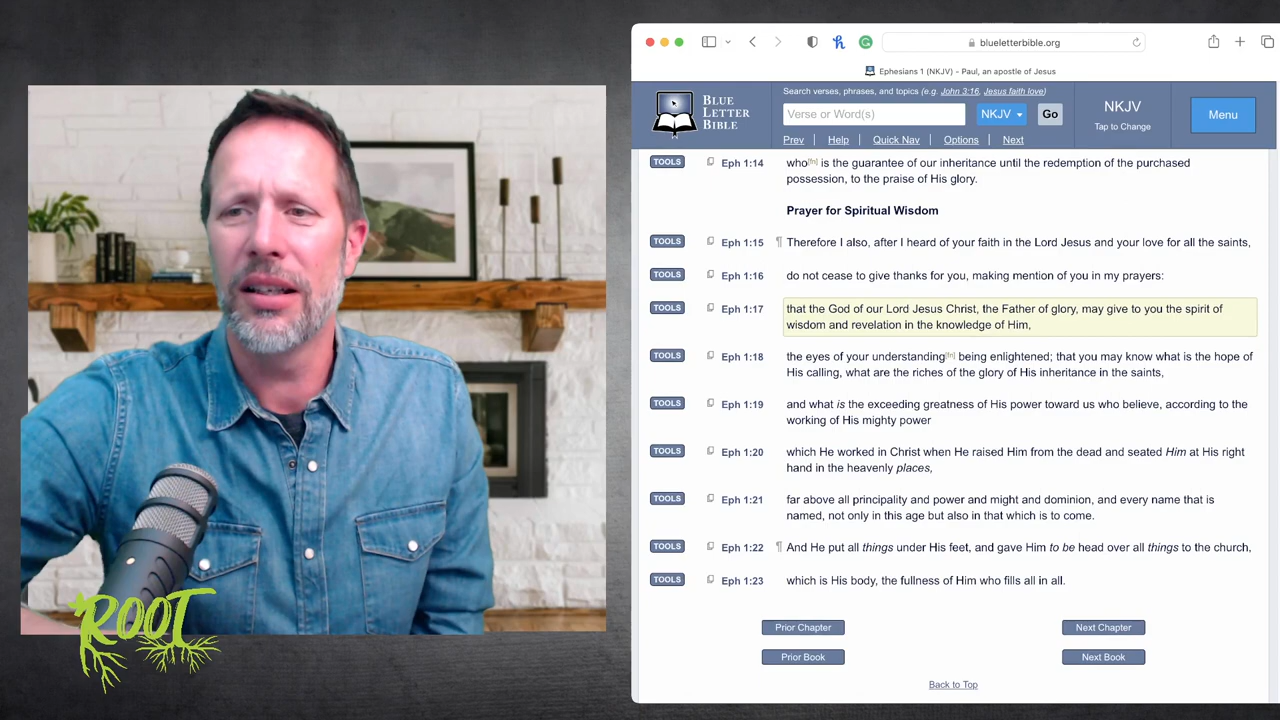 blueletterbible.org
Ephesians 1 (NKJV) – Paul, an apostle of Jesus
BLUE
LETTER
BIBLE
Search verses, phrases, and topics (e.g. John 3:16, Jesus faith love)
Verse or Word(s)
NKJV
Go
Prev
Help
Quick Nav
Options
Next
NKJV
Tap to Change
Menu
TOOLS
Eph 1:14
who[fn] is the guarantee of our inheritance until the redemption of the purchased
possession, to the praise of His glory.
Prayer for Spiritual Wisdom
TOOLS
Eph 1:15
¶ Therefore I also, after I heard of your faith in the Lord Jesus and your love for all the saints,
TOOLS
Eph 1:16
do not cease to give thanks for you, making mention of you in my prayers:
TOOLS
Eph 1:17
that the God of our Lord Jesus Christ, the Father of glory, may give to you the spirit of
wisdom and revelation in the knowledge of Him,
TOOLS
Eph 1:18
the eyes of your understanding[fn] being enlightened; that you may know what is the hope of
His calling, what are the riches of the glory of His inheritance in the saints,
TOOLS
Eph 1:19
and what is the exceeding greatness of His power toward us who believe, according to the
working of His mighty power
TOOLS
Eph 1:20
which He worked in Christ when He raised Him from the dead and seated Him at His right
hand in the heavenly places,
TOOLS
Eph 1:21
far above all principality and power and might and dominion, and every name that is
named, not only in this age but also in that which is to come.
TOOLS
Eph 1:22
¶ And He put all things under His feet, and gave Him to be head over all things to the church,
TOOLS
Eph 1:23
which is His body, the fullness of Him who fills all in all.
Prior Chapter
Next Chapter
Prior Book
Next Book
Back to Top
ROOT